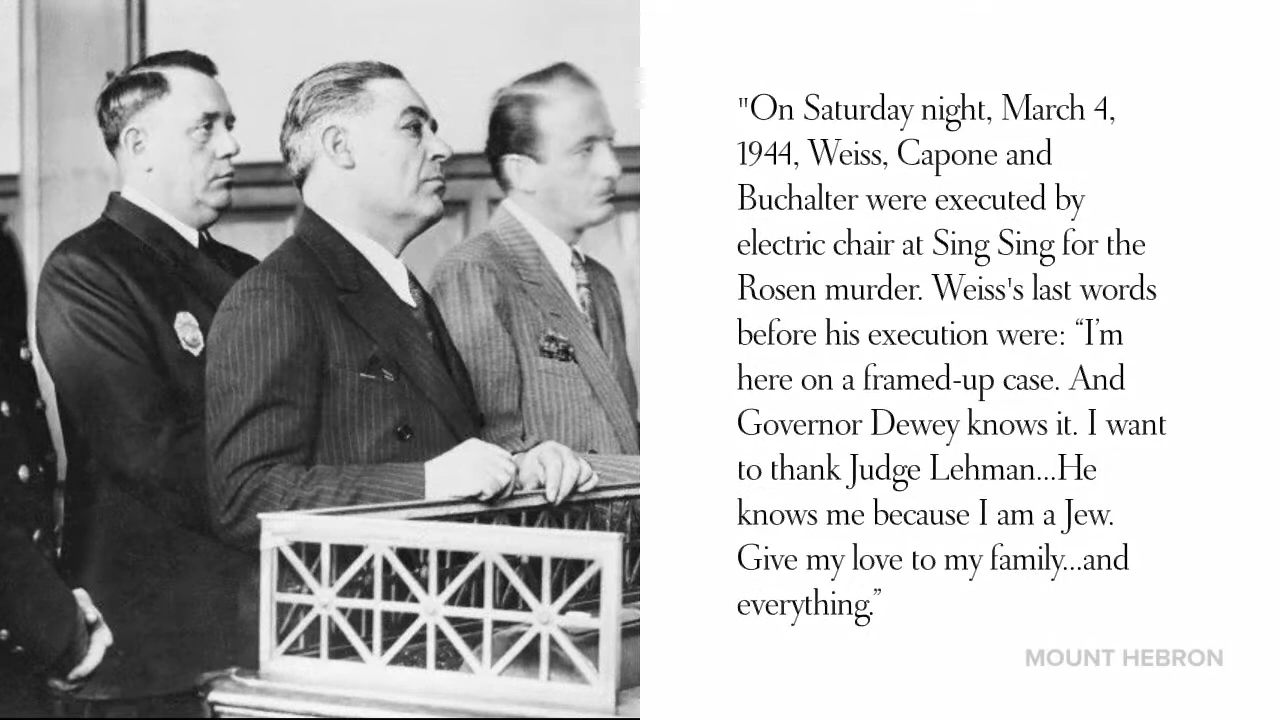 "On Saturday night, March 4,
1944, Weiss, Capone and
Buchalter were executed by
electric chair at Sing Sing for the
Rosen murder. Weiss's last words
before his execution were: “I’m
here on a framed-up case. And
Governor Dewey knows it. I want
to thank Judge Lehman...He
knows me because I am a Jew.
Give my love to my family...and
everything.”
MOUNT HEBRON